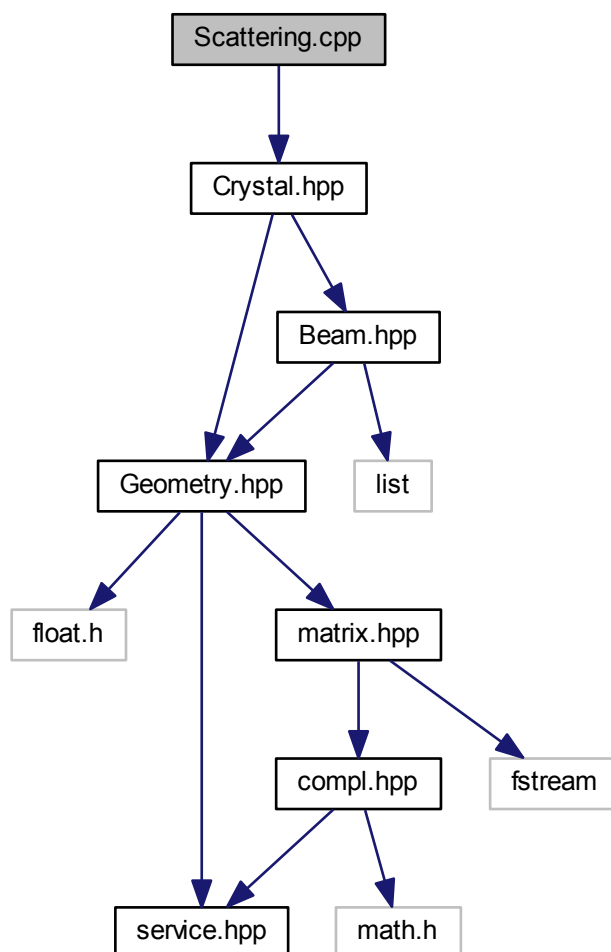 Scattering.cpp
Crystal.hpp
Beam.hpp
Geometry.hpp
list
float.h
matrix.hpp
compl.hpp
fstream
service.hpp
math.h